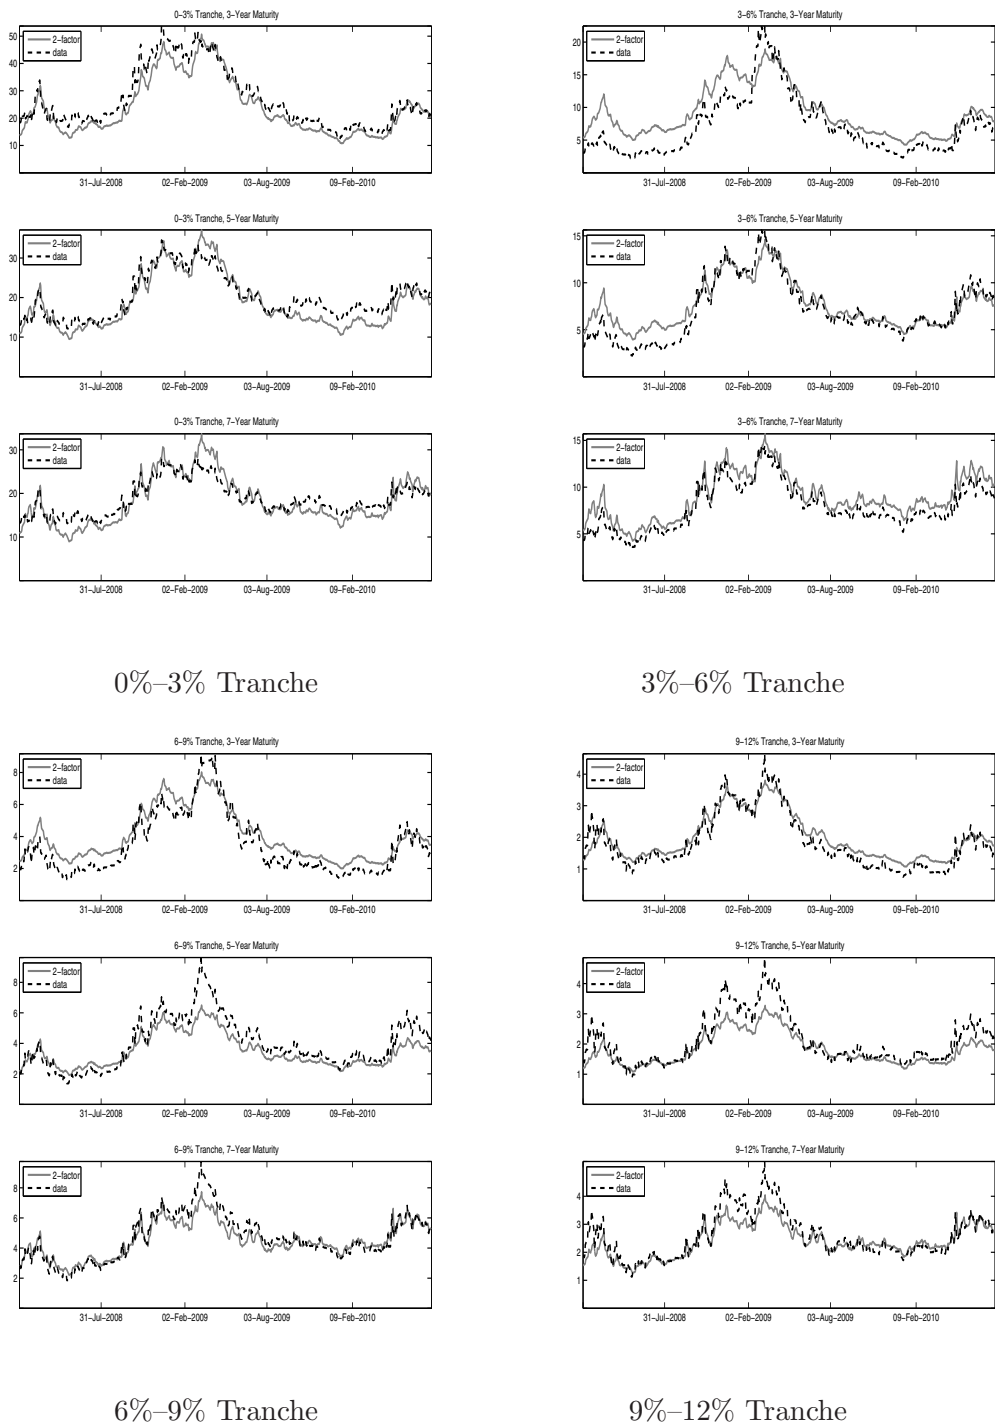 0–3% Tranche, 3–Year Maturity
2–factor
data
50
40
30
20
10
31–Jul–2008
02–Feb–2009
03–Aug–2009
09–Feb–2010
0–3% Tranche, 5–Year Maturity
2–factor
data
30
20
10
31–Jul–2008
02–Feb–2009
03–Aug–2009
09–Feb–2010
0–3% Tranche, 7–Year Maturity
2–factor
data
30
20
10
31–Jul–2008
02–Feb–2009
03–Aug–2009
09–Feb–2010
0%–3% Tranche
3–6% Tranche, 3–Year Maturity
2–factor
data
20
15
10
5
31–Jul–2008
02–Feb–2009
03–Aug–2009
09–Feb–2010
3–6% Tranche, 5–Year Maturity
2–factor
data
15
10
5
31–Jul–2008
02–Feb–2009
03–Aug–2009
09–Feb–2010
3–6% Tranche, 7–Year Maturity
2–factor
data
15
10
5
31–Jul–2008
02–Feb–2009
03–Aug–2009
09–Feb–2010
3%–6% Tranche
6–9% Tranche, 3–Year Maturity
2–factor
data
8
6
4
2
31–Jul–2008
02–Feb–2009
03–Aug–2009
09–Feb–2010
6–9% Tranche, 5–Year Maturity
2–factor
data
8
6
4
2
31–Jul–2008
02–Feb–2009
03–Aug–2009
09–Feb–2010
6–9% Tranche, 7–Year Maturity
2–factor
data
8
6
4
2
31–Jul–2008
02–Feb–2009
03–Aug–2009
09–Feb–2010
6%–9% Tranche
9–12% Tranche, 3–Year Maturity
2–factor
data
4
3
2
1
31–Jul–2008
02–Feb–2009
03–Aug–2009
09–Feb–2010
9–12% Tranche, 5–Year Maturity
2–factor
data
4
3
2
1
31–Jul–2008
02–Feb–2009
03–Aug–2009
09–Feb–2010
9–12% Tranche, 7–Year Maturity
2–factor
data
4
3
2
1
31–Jul–2008
02–Feb–2009
03–Aug–2009
09–Feb–2010
9%–12% Tranche